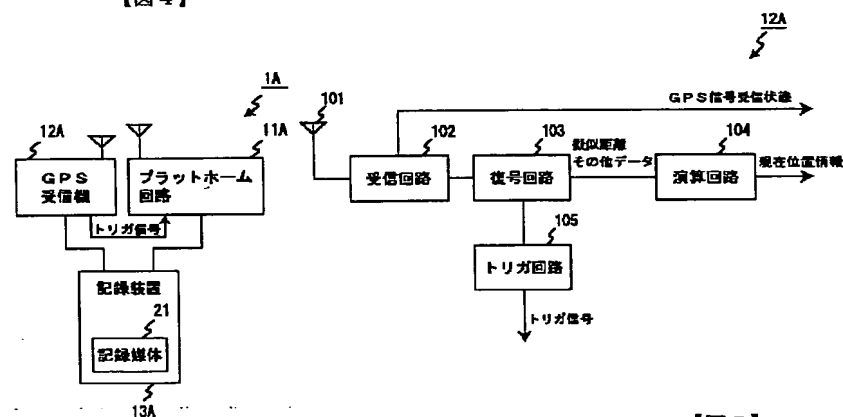 【図4】
1A
12A
GPS
受信機
11A
プラットホーム
回路
トリガ信号
記録装置
21
記録媒体
13A
12A
101
GPS信号受信状態
102
受信回路
103
復号回路
疑似距離
その他データ
104
演算回路
現在位置情報
105
トリガ回路
トリガ信号